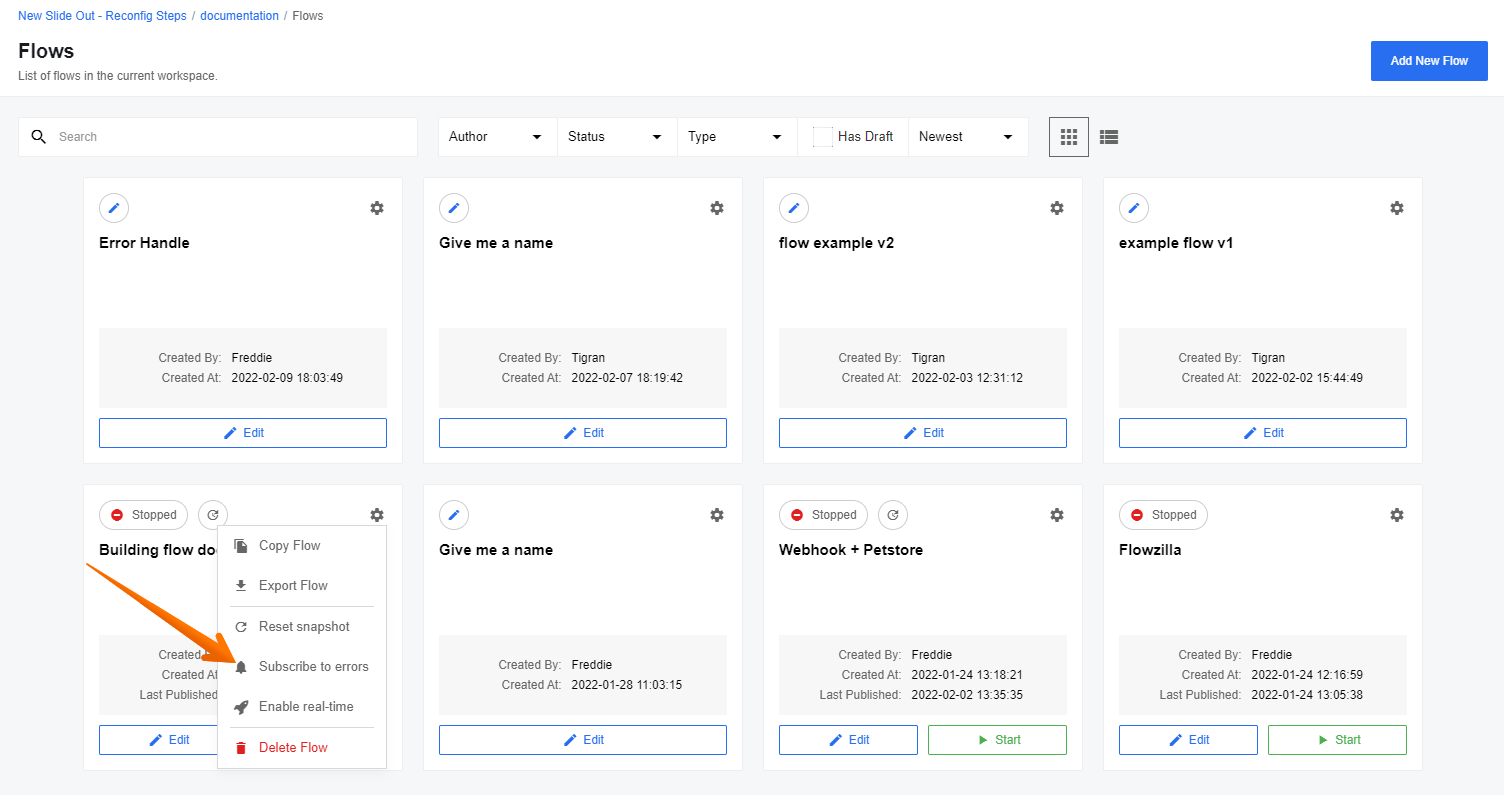 New Slide Out - Reconfig Steps / documentation / Flows
Flows
List of flows in the current workspace.
Add New Flow
Search
Author
Status
Type
Has Draft
Newest
Error Handle
Created By: Freddie
Created At: 2022-02-09 18:03:49
Edit
Give me a name
Created By: Tigran
Created At: 2022-02-07 18:19:42
Edit
flow example v2
Created By: Tigran
Created At: 2022-02-03 12:31:12
Edit
example flow v1
Created By: Tigran
Created At: 2022-02-02 15:44:49
Edit
Stopped
Building flow do
Created
Created At
Last Published
Edit
Copy Flow
Export Flow
Reset snapshot
Subscribe to errors
Enable real-time
Delete Flow
Give me a name
Created By: Freddie
Created At: 2022-01-28 11:03:15
Edit
Stopped
Webhook + Petstore
Created By: Freddie
Created At: 2022-01-24 13:18:21
Last Published: 2022-02-02 13:35:35
Edit
Start
Stopped
Flowzilla
Created By: Freddie
Created At: 2022-01-24 12:16:59
Last Published: 2022-01-24 13:05:38
Edit
Start